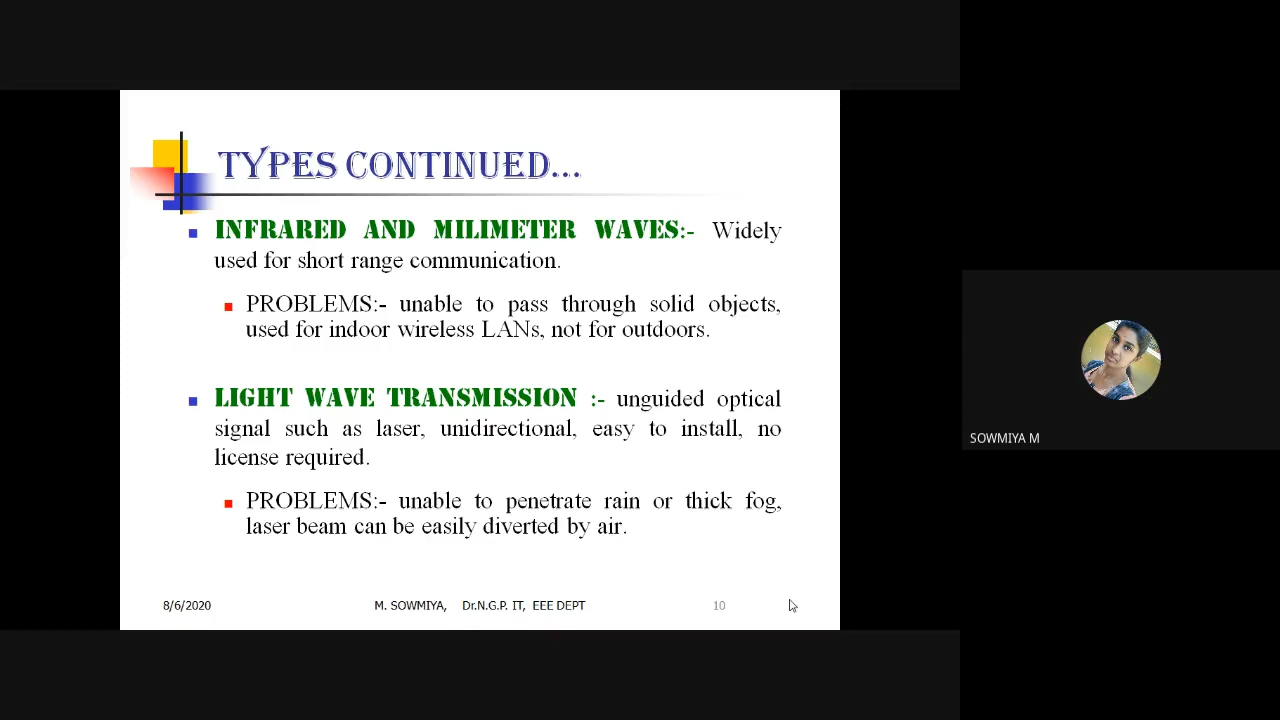 TYPES CONTINUED...
INFRARED AND MILIMETER WAVES:- Widely
used for short range communication.
PROBLEMS:- unable to pass through solid objects,
used for indoor wireless LANs, not for outdoors.
LIGHT WAVE TRANSMISSION :- unguided optical
signal such as laser, unidirectional, easy to install, no
license required.
PROBLEMS:- unable to penetrate rain or thick fog,
laser beam can be easily diverted by air.
8/6/2020 M. SOWMIYA, Dr.N.G.P. IT, EEE DEPT 10
SOWMIYA M